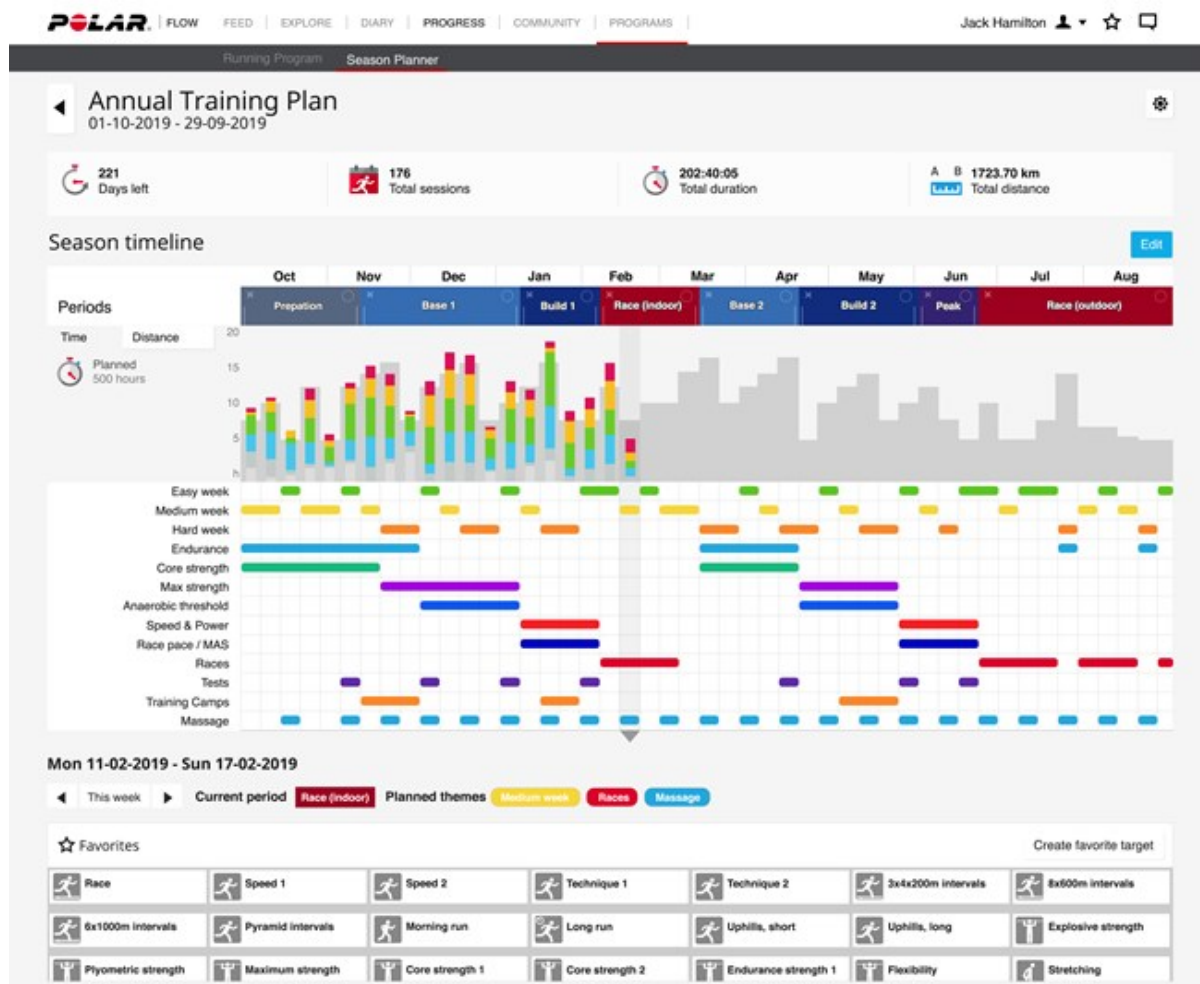 POLAR. FLOW FEED EXPLORE DIARY PROGRESS COMMUNITY PROGRAMS Jack Hamilton
Running Program Season Planner
Annual Training Plan
01-10-2019 - 29-09-2019
221
Days left
176
Total sessions
202:40:05
Total duration
A B 1723.70 km
Total distance
Season timeline Edit
Oct Nov Dec Jan Feb Mar Apr May Jun Jul Aug
Periods Prepation Base 1 Build 1 Race (indoor) Base 2 Build 2 Peak Race (outdoor)
Time Distance
Planned
500 hours
20
15
10
5
h
Easy week
Medium week
Hard week
Endurance
Core strength
Max strength
Anaerobic threshold
Speed & Power
Race pace / MAS
Races
Tests
Training Camps
Massage
Mon 11-02-2019 - Sun 17-02-2019
This week Current period Race (indoor) Planned themes Medium week Races Massage
Favorites Create favorite target
Race Speed 1 Speed 2 Technique 1 Technique 2 3x4x200m intervals 8x600m intervals
6x1000m intervals Pyramid intervals Morning run Long run Uphills, short Uphills, long Explosive strength
Plyometric strength Maximum strength Core strength 1 Core strength 2 Endurance strength 1 Flexibility Stretching